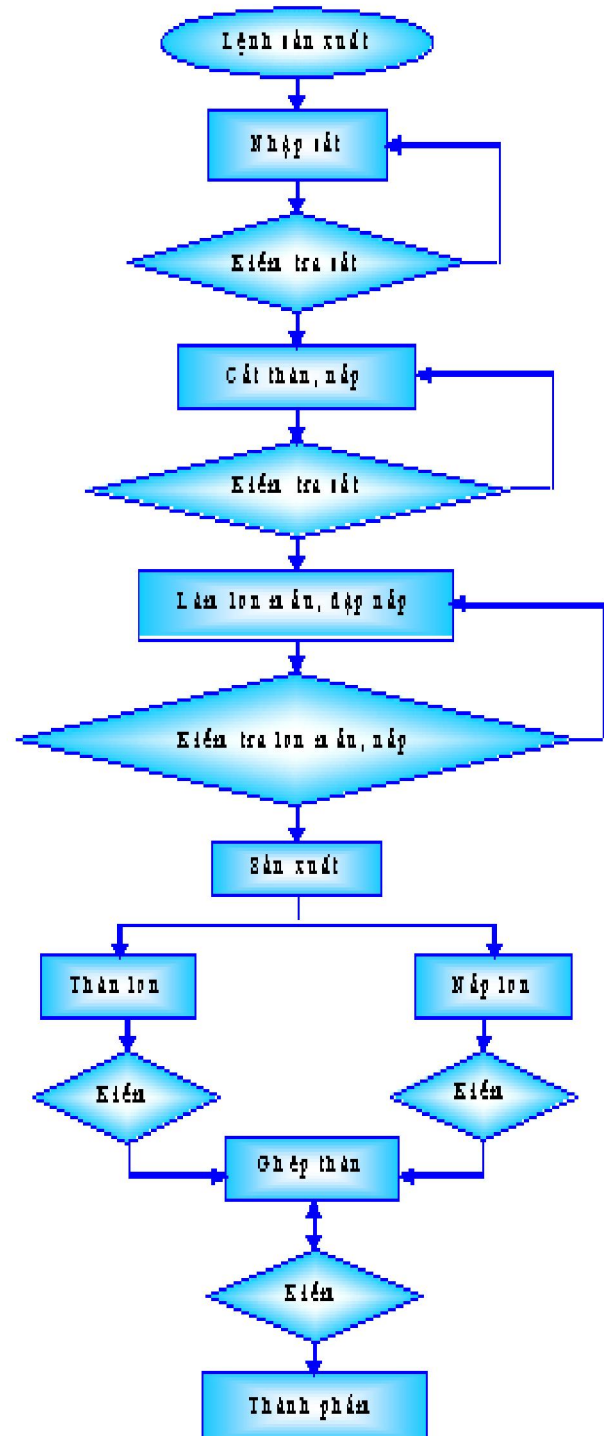 Lệnh sản xuất
Nhập sắt
Kiểm tra sắt
Cắt thân, nắp
Kiểm tra sắt
Làm lon mẫu, dập nắp
Kiểm tra lon mẫu, nắp
Sản xuất
Thân lon
Nắp lon
Kiểm
Kiểm
Ghép thân
Kiểm
Thành phẩm